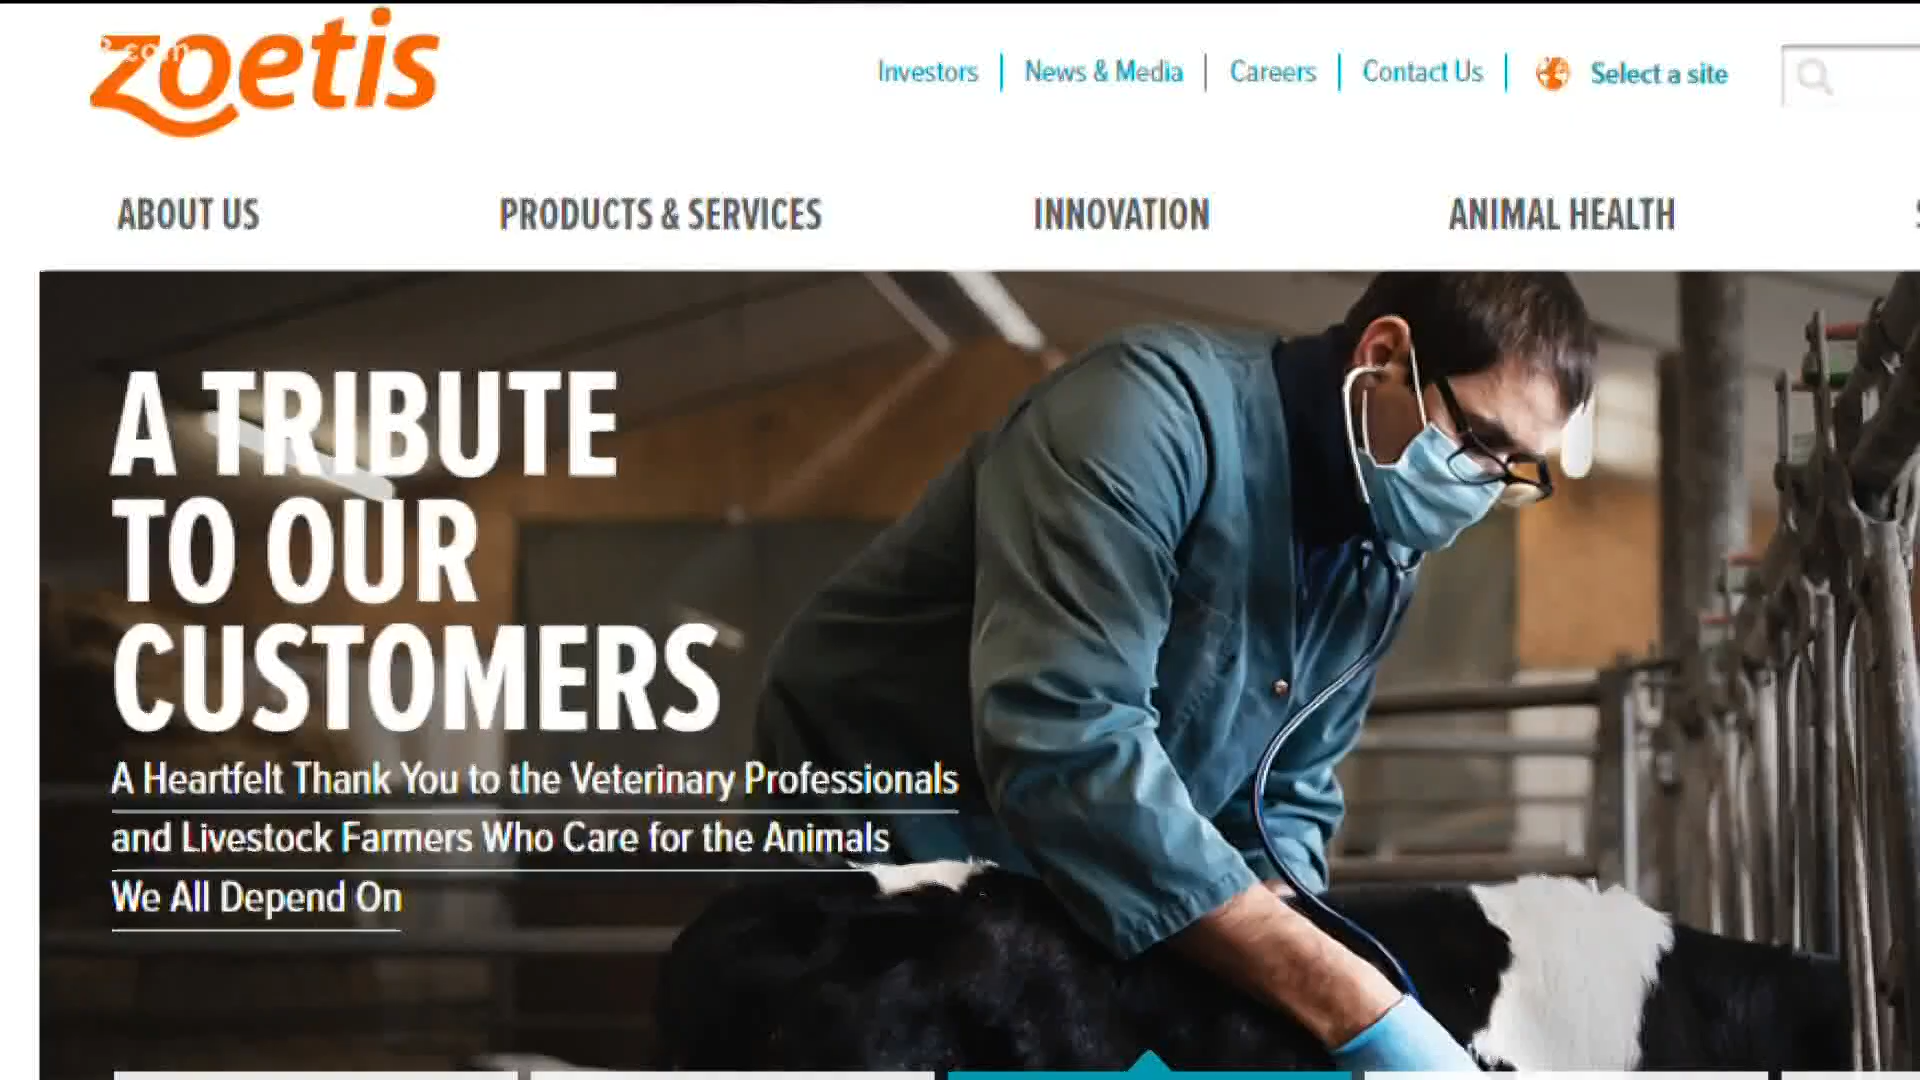 zoetis
.com
Investors | News & Media | Careers | Contact Us | Select a site
ABOUT US PRODUCTS & SERVICES INNOVATION ANIMAL HEALTH
A TRIBUTE
TO OUR
CUSTOMERS
A Heartfelt Thank You to the Veterinary Professionals
and Livestock Farmers Who Care for the Animals
We All Depend On